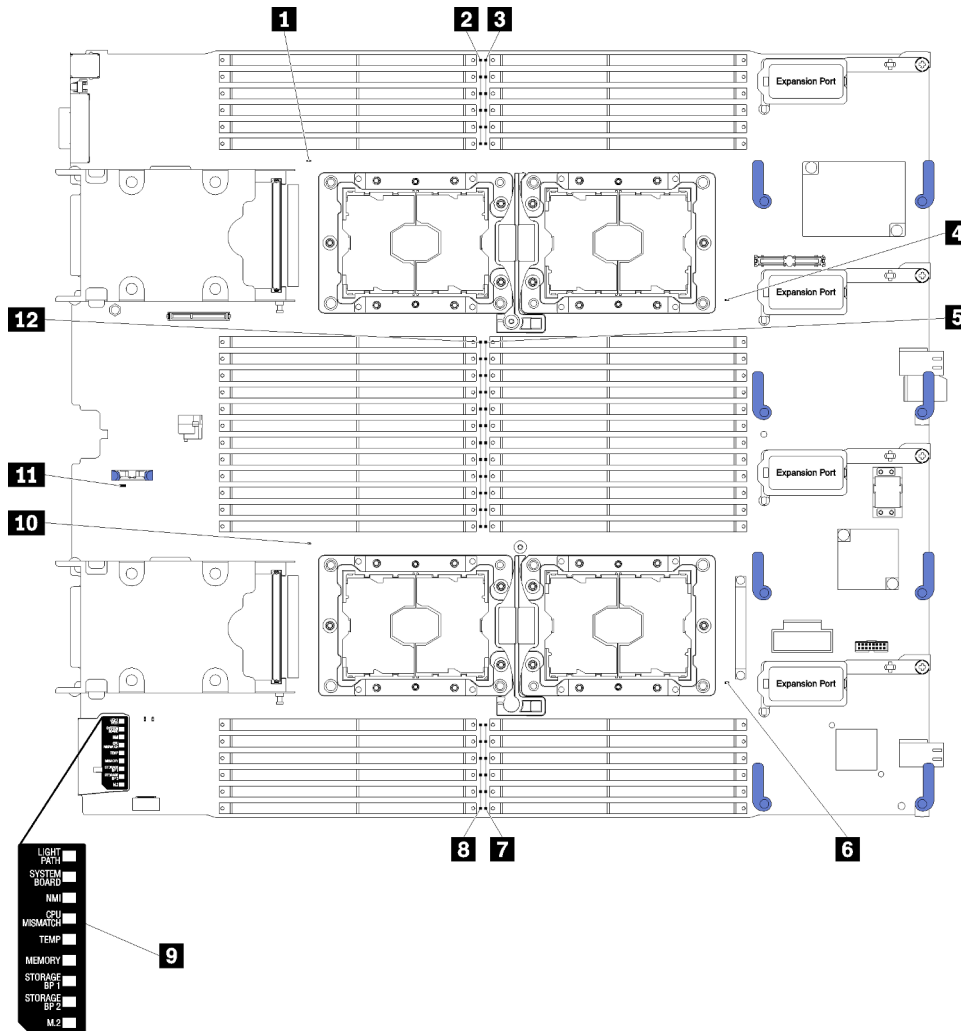 1
2
3
Expansion Port
4
Expansion Port
12
5
11
Expansion Port
10
Expansion Port
8
7
6
LIGHT
PATH
SYSTEM
BOARD
NMI
CPU
MISMATCH
TEMP
MEMORY
STORAGE
BP 1
STORAGE
BP 2
M.2
9